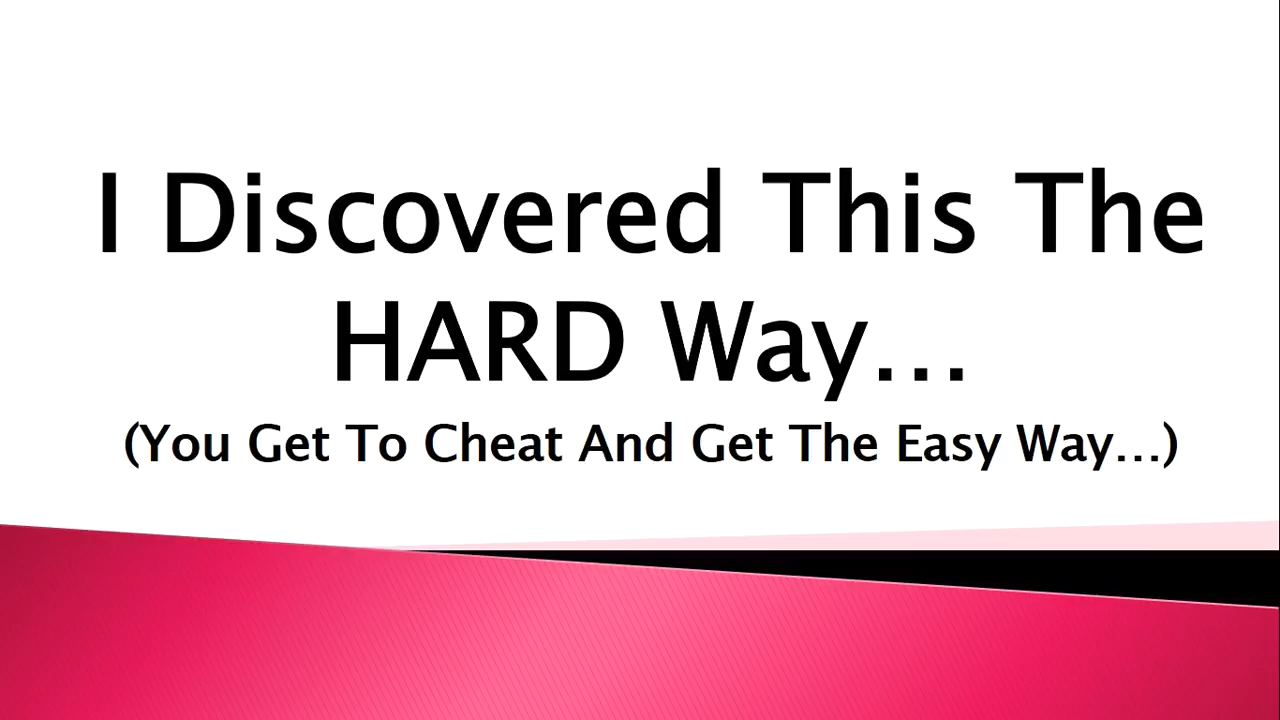 I Discovered This The
HARD Way...
(You Get To Cheat And Get The Easy Way...)